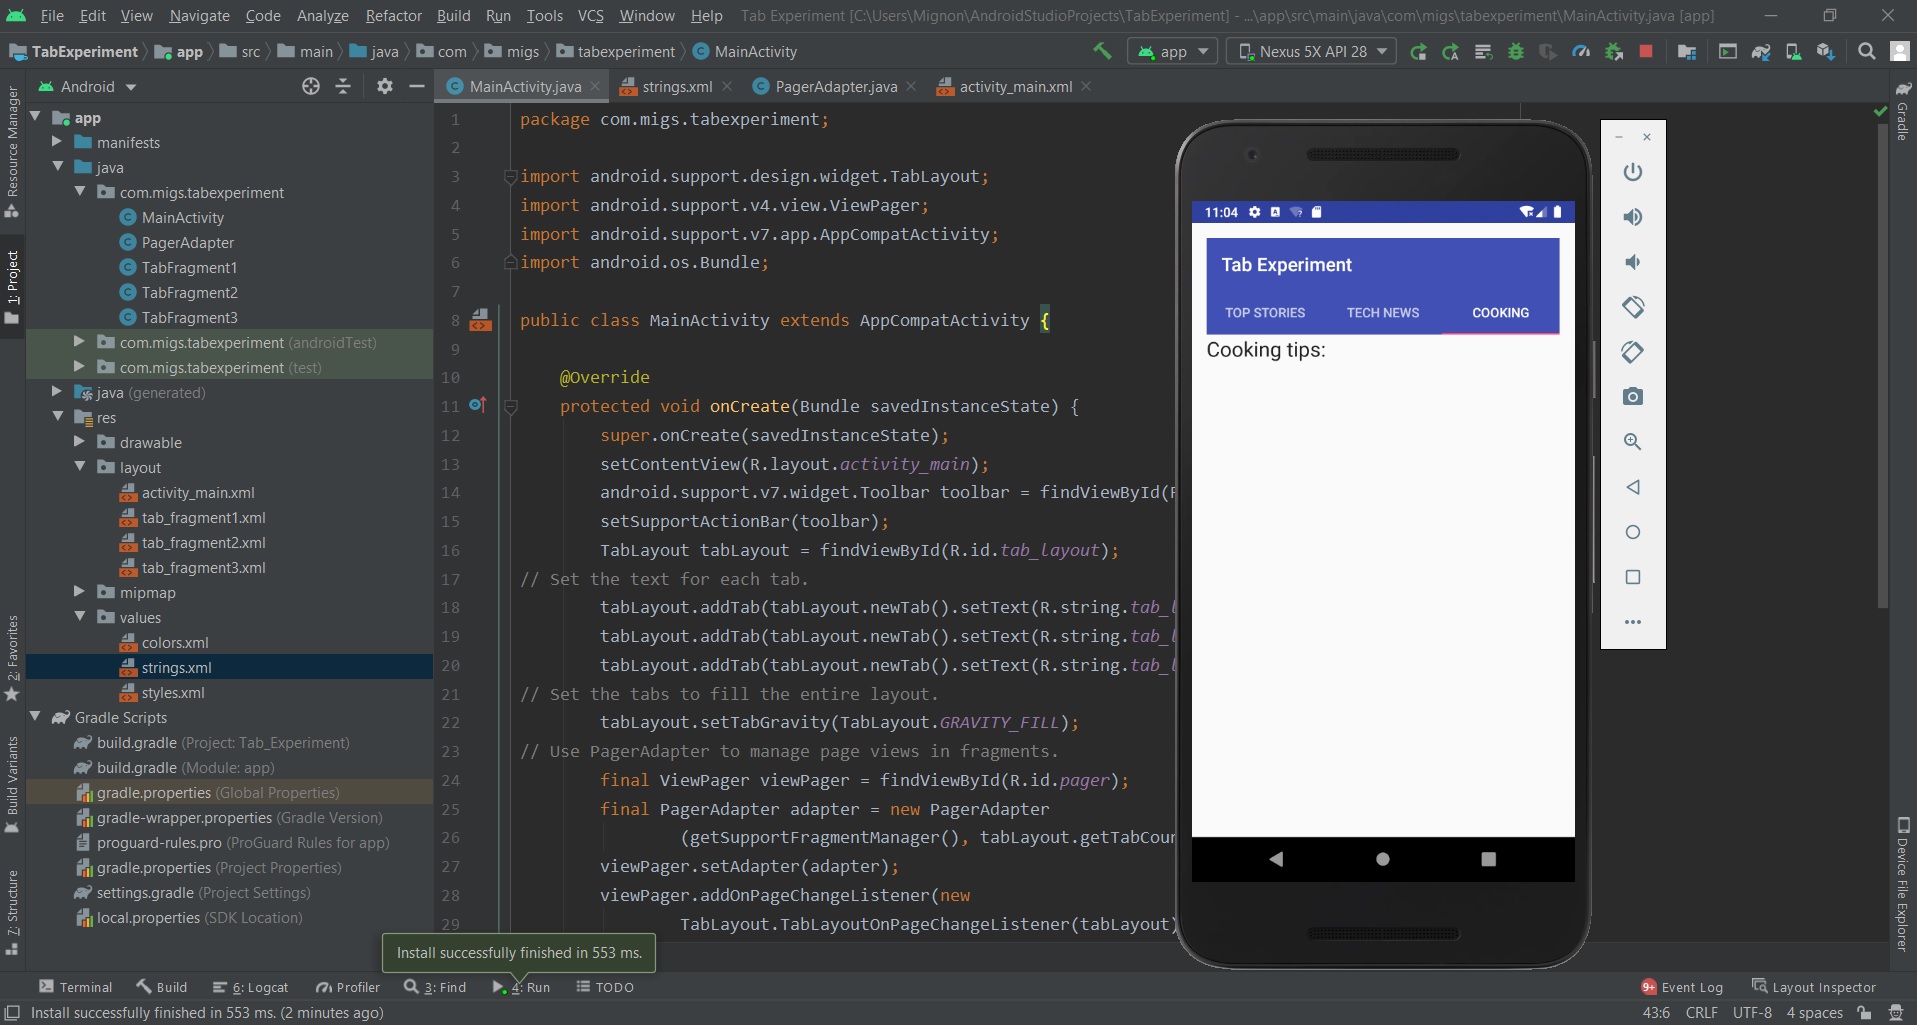 File Edit View Navigate Code Analyze Refactor Build Run Tools VCS Window Help Tab Experiment [C:\Users\Mignon\AndroidStudioProjects\TabExperiment] - ...\app\src\main\java\com\migs\tabexperiment\MainActivity.java [app]
TabExperiment app src main java com migs tabexperiment MainActivity app Nexus 5X API 28
Android
MainActivity.java strings.xml PagerAdapter.java activity_main.xml
Resource Manager
1: Project
2: Favorites
Build Variants
7: Structure
app
manifests
java
com.migs.tabexperiment
MainActivity
PagerAdapter
TabFragment1
TabFragment2
TabFragment3
com.migs.tabexperiment (androidTest)
com.migs.tabexperiment (test)
java (generated)
res
drawable
layout
activity_main.xml
tab_fragment1.xml
tab_fragment2.xml
tab_fragment3.xml
mipmap
values
colors.xml
strings.xml
styles.xml
Gradle Scripts
build.gradle (Project: Tab_Experiment)
build.gradle (Module: app)
gradle.properties (Global Properties)
gradle-wrapper.properties (Gradle Version)
proguard-rules.pro (ProGuard Rules for app)
gradle.properties (Project Properties)
settings.gradle (Project Settings)
local.properties (SDK Location)
1 package com.migs.tabexperiment;
2
3 import android.support.design.widget.TabLayout;
4 import android.support.v4.view.ViewPager;
5 import android.support.v7.app.AppCompatActivity;
6 import android.os.Bundle;
7
8 public class MainActivity extends AppCompatActivity {
9
10 @Override
11 protected void onCreate(Bundle savedInstanceState) {
12 super.onCreate(savedInstanceState);
13 setContentView(R.layout.activity_main);
14 android.support.v7.widget.Toolbar toolbar = findViewById(R
15 setSupportActionBar(toolbar);
16 TabLayout tabLayout = findViewById(R.id.tab_layout);
17 // Set the text for each tab.
18 tabLayout.addTab(tabLayout.newTab().setText(R.string.tab_l
19 tabLayout.addTab(tabLayout.newTab().setText(R.string.tab_l
20 tabLayout.addTab(tabLayout.newTab().setText(R.string.tab_l
21 // Set the tabs to fill the entire layout.
22 tabLayout.setTabGravity(TabLayout.GRAVITY_FILL);
23 // Use PagerAdapter to manage page views in fragments.
24 final ViewPager viewPager = findViewById(R.id.pager);
25 final PagerAdapter adapter = new PagerAdapter
26 (getSupportFragmentManager(), tabLayout.getTabCou
27 viewPager.setAdapter(adapter);
28 viewPager.addOnPageChangeListener(new
29 TabLayout.TabLayoutOnPageChangeListener(tabLayout)
11:04
Tab Experiment
TOP STORIES TECH NEWS COOKING
Cooking tips:
Gradle
Device File Explorer
Install successfully finished in 553 ms.
Terminal Build 6: Logcat Profiler 3: Find 4: Run TODO 9+ Event Log Layout Inspector
Install successfully finished in 553 ms. (2 minutes ago) 43:6 CRLF UTF-8 4 spaces